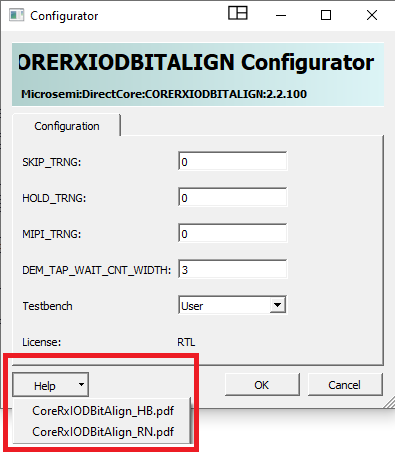 Configurator
ORERXIODBITALIGN Configurator
Microsemi:DirectCore:CORERXIODBITALIGN:2.2.100
Configuration
SKIP_TRNG: 0
HOLD_TRNG: 0
MIPI_TRNG: 0
DEM_TAP_WAIT_CNT_WIDTH: 3
Testbench User
License: RTL
Help OK Cancel
CoreRxIODBitAlign_HB.pdf
CoreRxIODBitAlign_RN.pdf